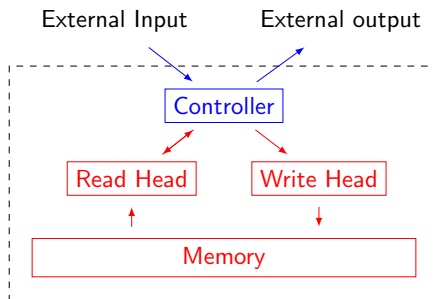 External Input External output
Controller
Read Head Write Head
Memory